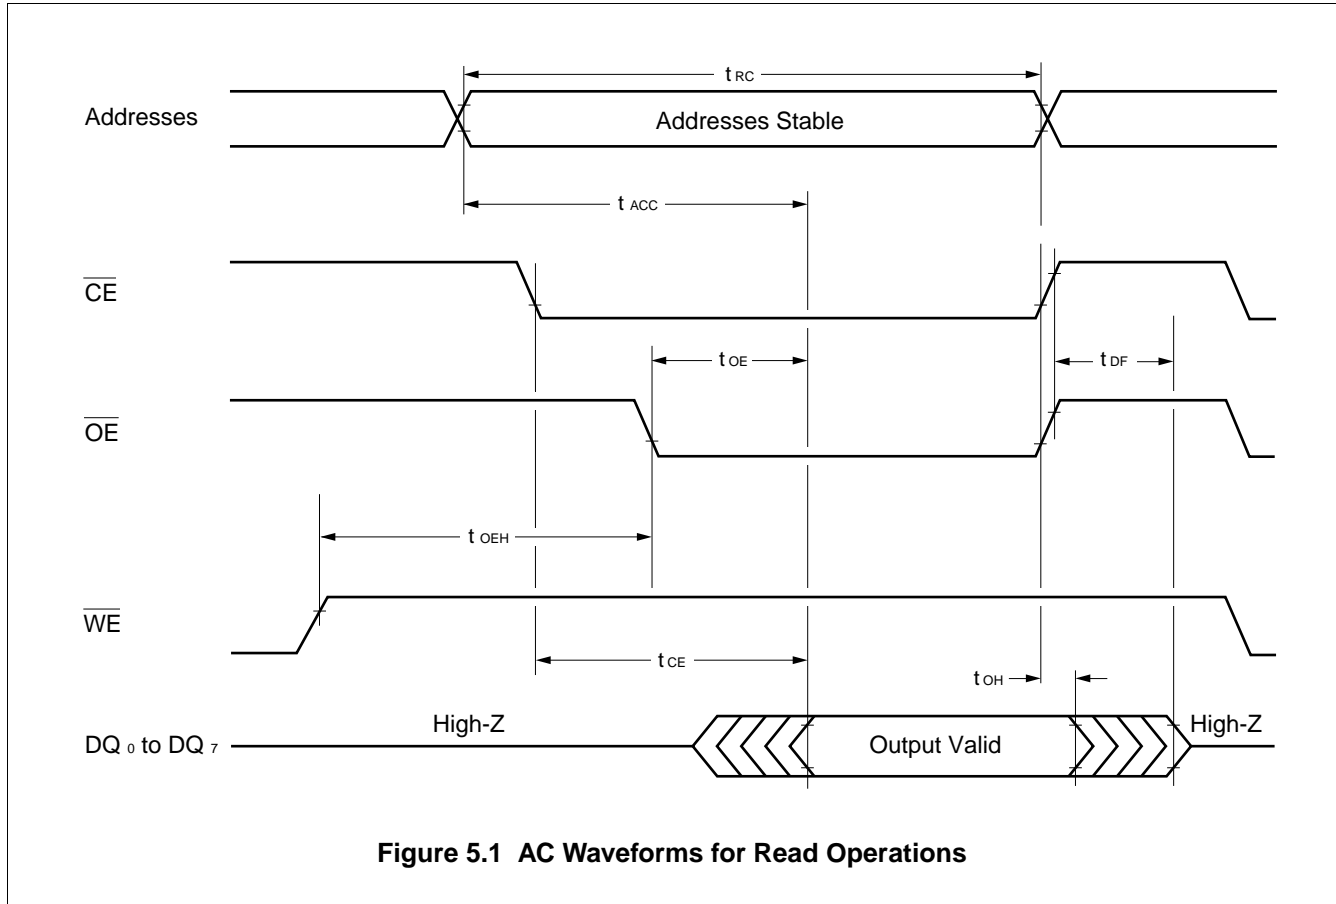 t RC
Addresses
Addresses Stable
t ACC
CE
t OE
t DF
OE
t OEH
WE
t CE
t OH
High-Z
High-Z
DQ 0 to DQ 7
Output Valid
Figure 5.1 AC Waveforms for Read Operations